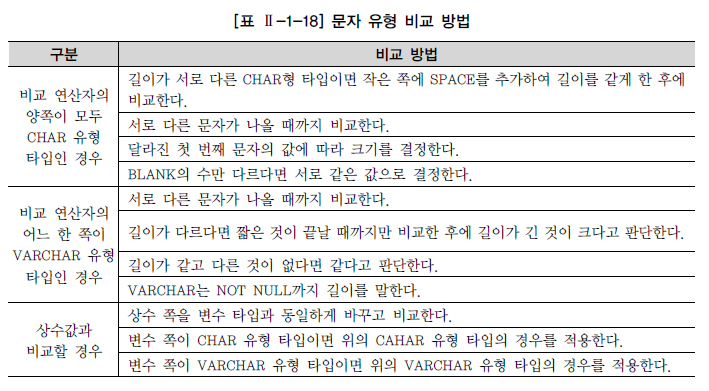 [표 Ⅱ-1-18] 문자 유형 비교 방법
구분
비교 방법
비교 연산자의
양쪽이 모두
CHAR 유형
타입인 경우
길이가 서로 다른 CHAR형 타입이면 작은 쪽에 SPACE를 추가하여 길이를 같게 한 후에
비교한다.
서로 다른 문자가 나올 때까지 비교한다.
달라진 첫 번째 문자의 값에 따라 크기를 결정한다.
BLANK의 수만 다르다면 서로 같은 값으로 결정한다.
비교 연산자의
어느 한 쪽이
VARCHAR 유형
타입인 경우
서로 다른 문자가 나올 때까지 비교한다.
길이가 다르다면 짧은 것이 끝날 때까지만 비교한 후에 길이가 긴 것이 크다고 판단한다.
길이가 같고 다른 것이 없다면 같다고 판단한다.
VARCHAR는 NOT NULL까지 길이를 말한다.
상수값과
비교할 경우
상수 쪽을 변수 타입과 동일하게 바꾸고 비교한다.
변수 쪽이 CHAR 유형 타입이면 위의 CAHAR 유형 타입의 경우를 적용한다.
변수 쪽이 VARCHAR 유형 타입이면 위의 VARCHAR 유형 타입의 경우를 적용한다.